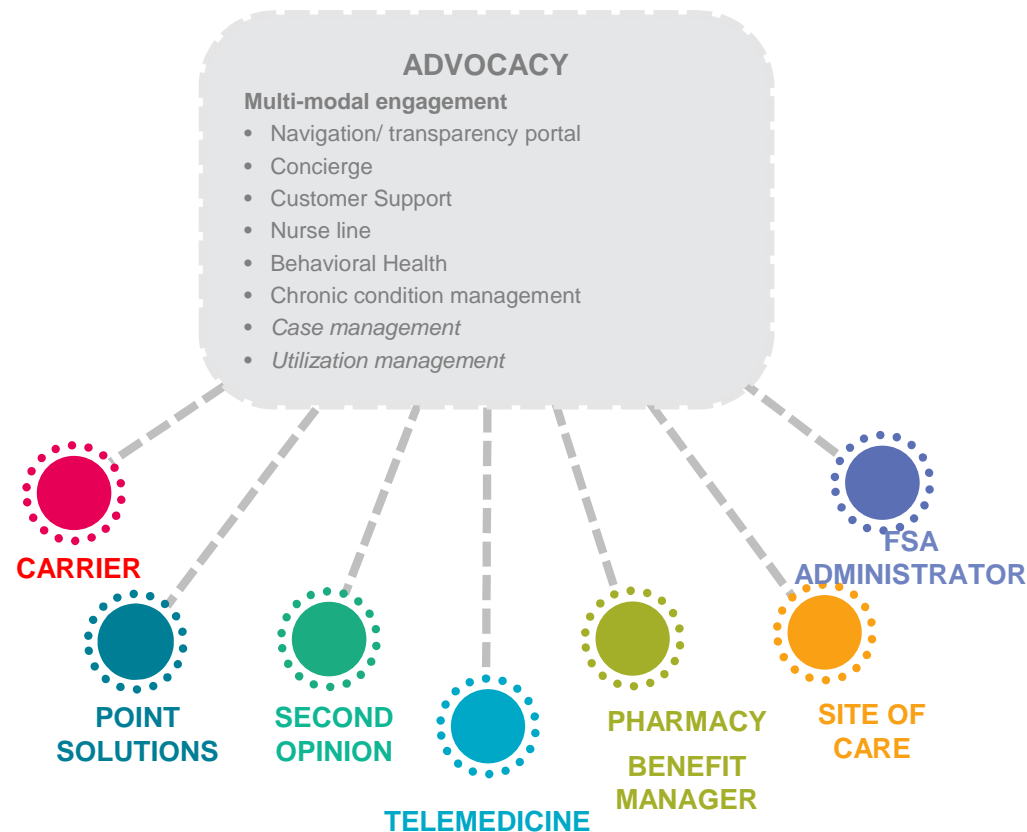 ADVOCACY
Multi-modal engagement
• Navigation/ transparency portal
• Concierge
• Customer Support
• Nurse line
• Behavioral Health
• Chronic condition management
• Case management
• Utilization management
CARRIER
FSA
ADMINISTRATOR
POINT
SOLUTIONS
SECOND
OPINION
TELEMEDICINE
PHARMACY
BENEFIT
MANAGER
SITE OF
CARE